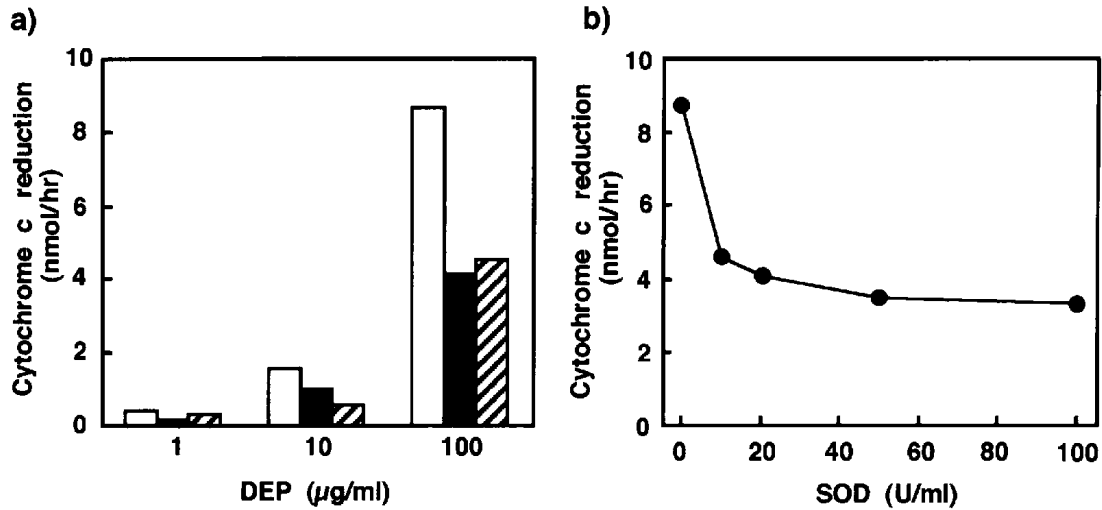 a)
Cytochrome c reduction
(nmol/hr)
10
8
6
4
2
0
1 10 100
DEP (µg/ml)
b)
Cytochrome c reduction
(nmol/hr)
10
8
6
4
2
0
0 20 40 60 80 100
SOD (U/ml)